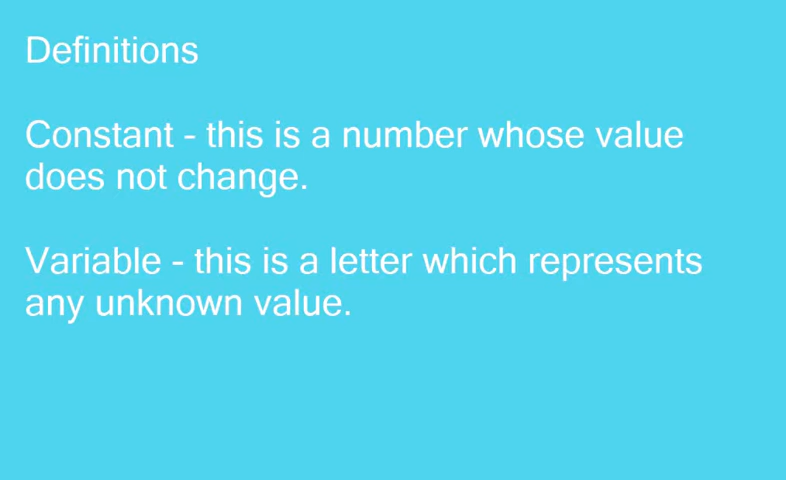 Definitions
Constant - this is a number whose value
does not change.
Variable - this is a letter which represents
any unknown value.